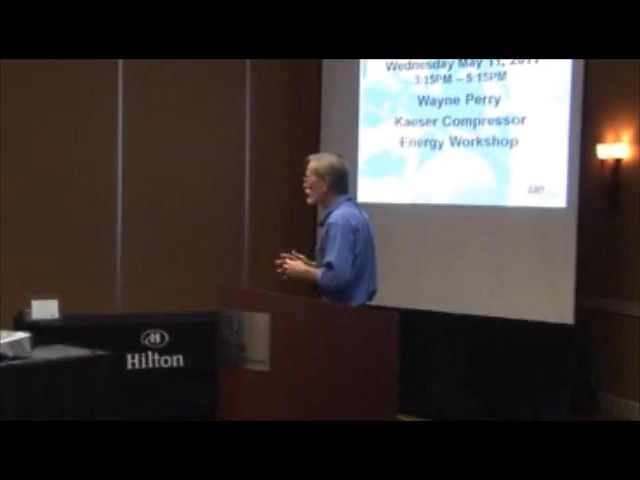 Wednesday May 11, 2011
3:15PM – 5:15PM
Wayne Perry
Kaeser Compressor
Energy Workshop
H
Hilton